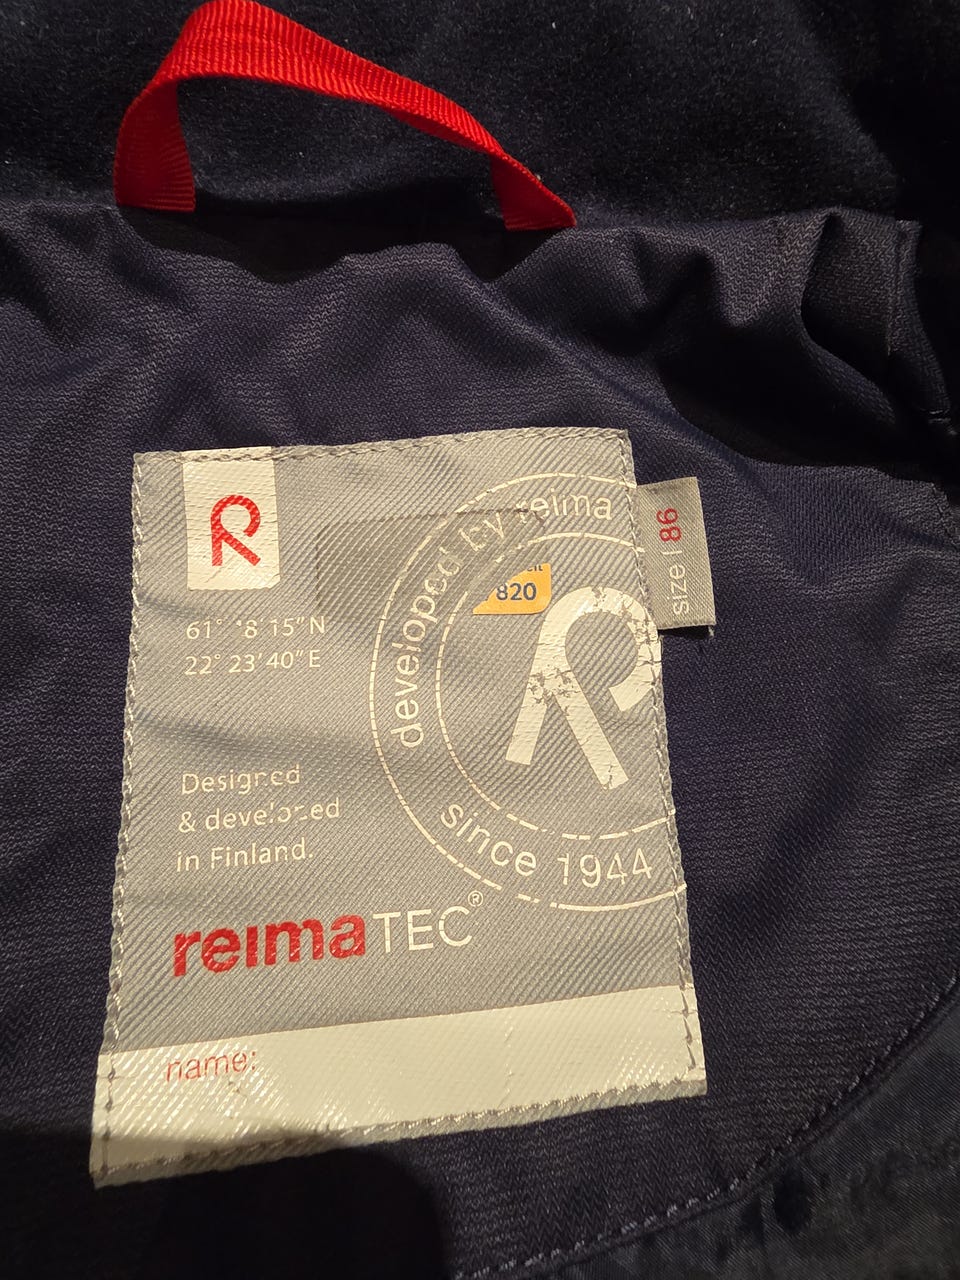 R
developed by reima
size | 86
820
61° 8'15"N
22° 23'40"E
R
Designed
& developed
in Finland.
since 1944
reimaTEC®
name: